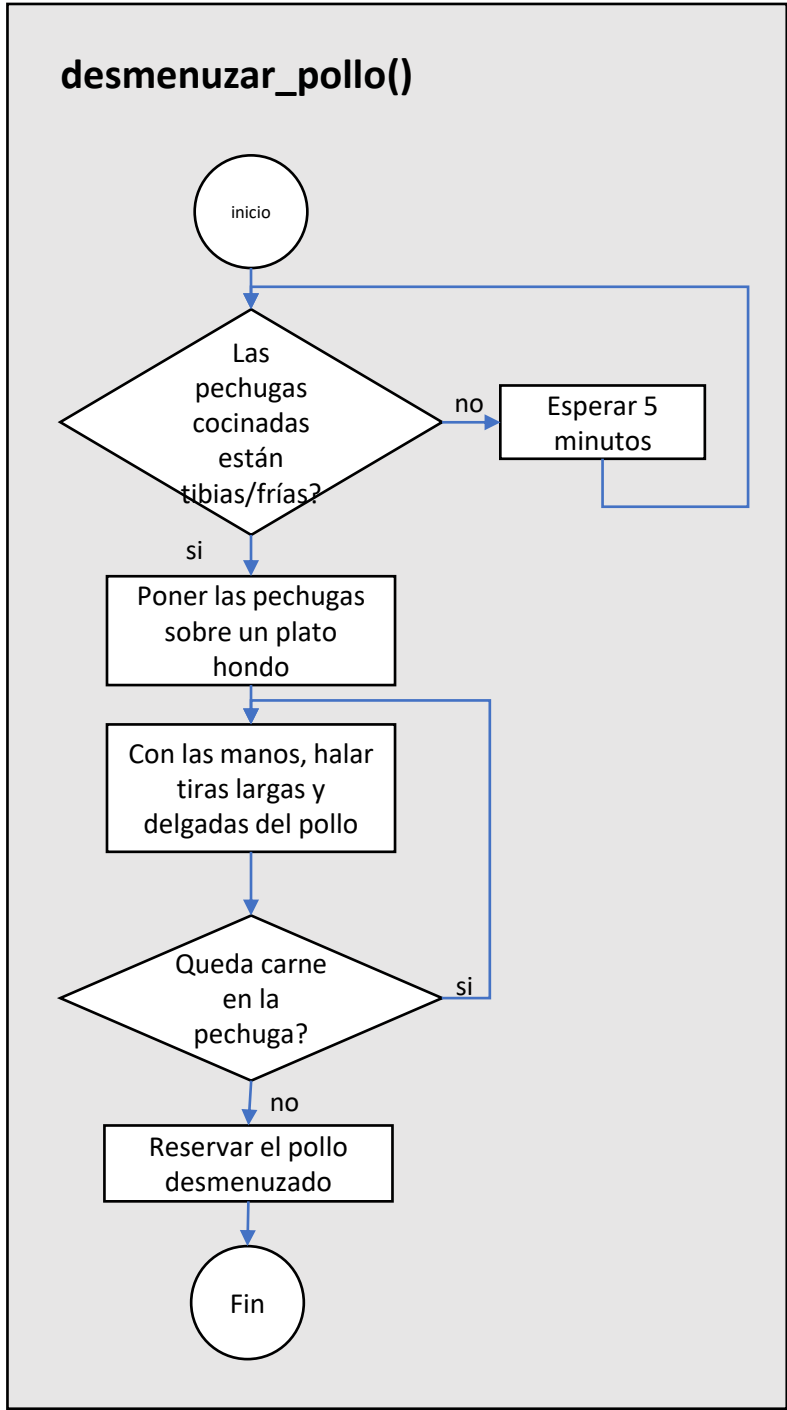 desmenuzar_pollo()
inicio
Las
pechugas
cocinadas
están
tibias/frías?
no
Esperar 5
minutos
si
Poner las pechugas
sobre un plato
hondo
Con las manos, halar
tiras largas y
delgadas del pollo
Queda carne
en la
pechuga?
si
no
Reservar el pollo
desmenuzado
Fin